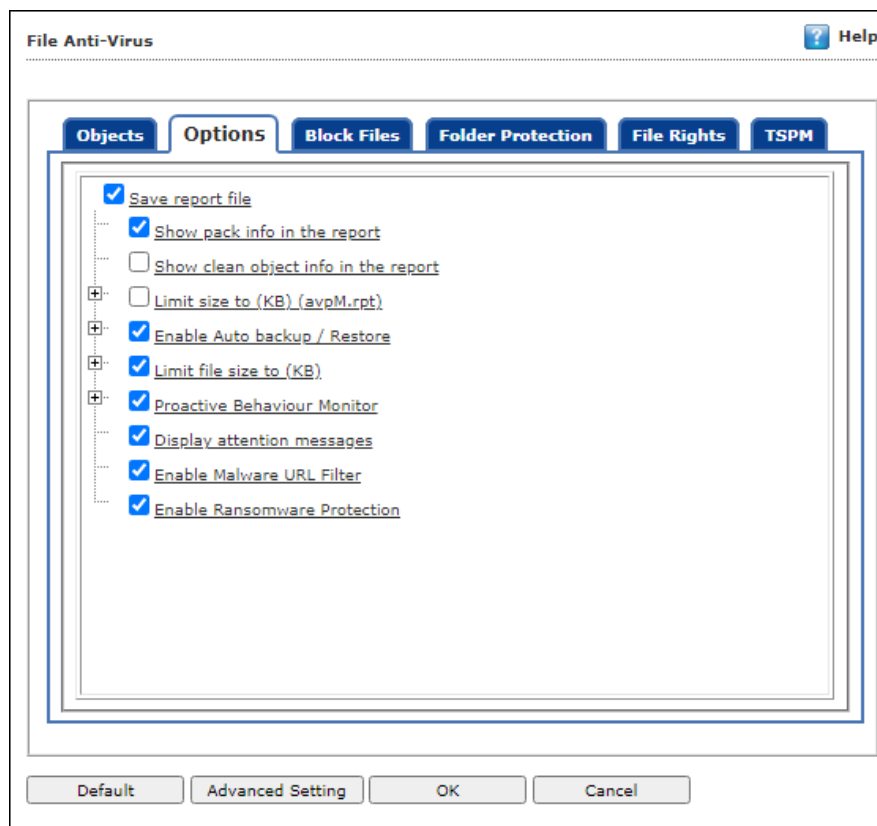 File Anti-Virus
? Help
Objects Options Block Files Folder Protection File Rights TSPM
Save report file
Show pack info in the report
Show clean object info in the report
Limit size to (KB) (avpM.rpt)
Enable Auto backup / Restore
Limit file size to (KB)
Proactive Behaviour Monitor
Display attention messages
Enable Malware URL Filter
Enable Ransomware Protection
Default Advanced Setting OK Cancel